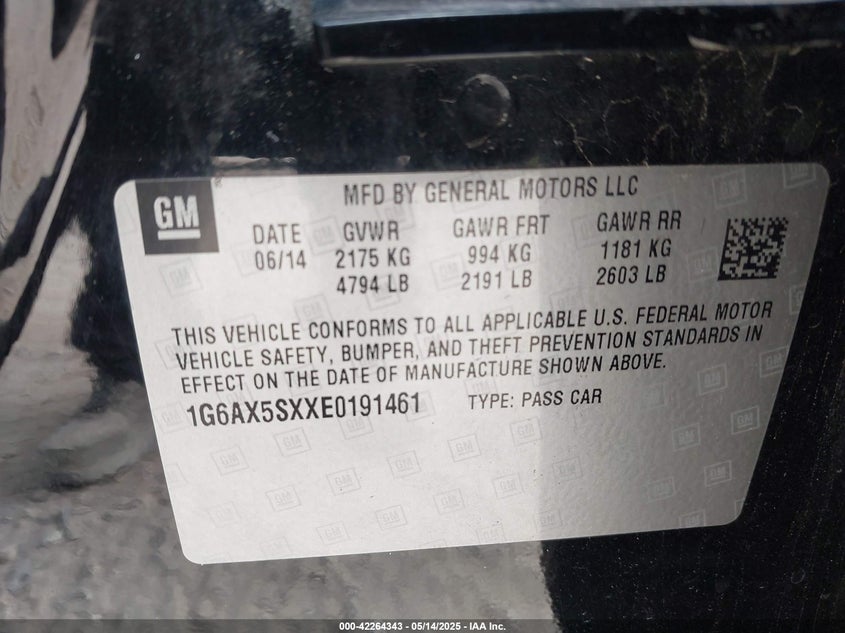 GM
MFD BY GENERAL MOTORS LLC
DATE GVWR GAWR FRT GAWR RR
06/14 2175 KG 994 KG 1181 KG
4794 LB 2191 LB 2603 LB
THIS VEHICLE CONFORMS TO ALL APPLICABLE U.S. FEDERAL MOTOR
VEHICLE SAFETY, BUMPER, AND THEFT PREVENTION STANDARDS IN
EFFECT ON THE DATE OF MANUFACTURE SHOWN ABOVE.
1G6AX5SXXE0191461 TYPE: PASS CAR
000-42264343 - 05/14/2025 - IAA Inc.